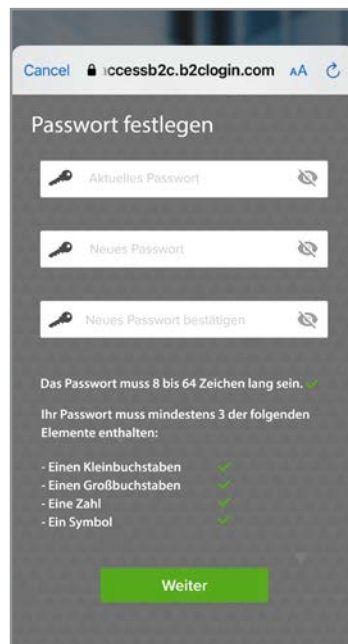 Cancel ccessb2c.b2clogin.com AA
Passwort festlegen
Aktuelles Passwort
Neues Passwort
Neues Passwort bestätigen
Das Passwort muss 8 bis 64 Zeichen lang sein.
Ihr Passwort muss mindestens 3 der folgenden
Elemente enthalten:
- Einen Kleinbuchstaben
- Einen Großbuchstaben
- Eine Zahl
- Ein Symbol
Weiter